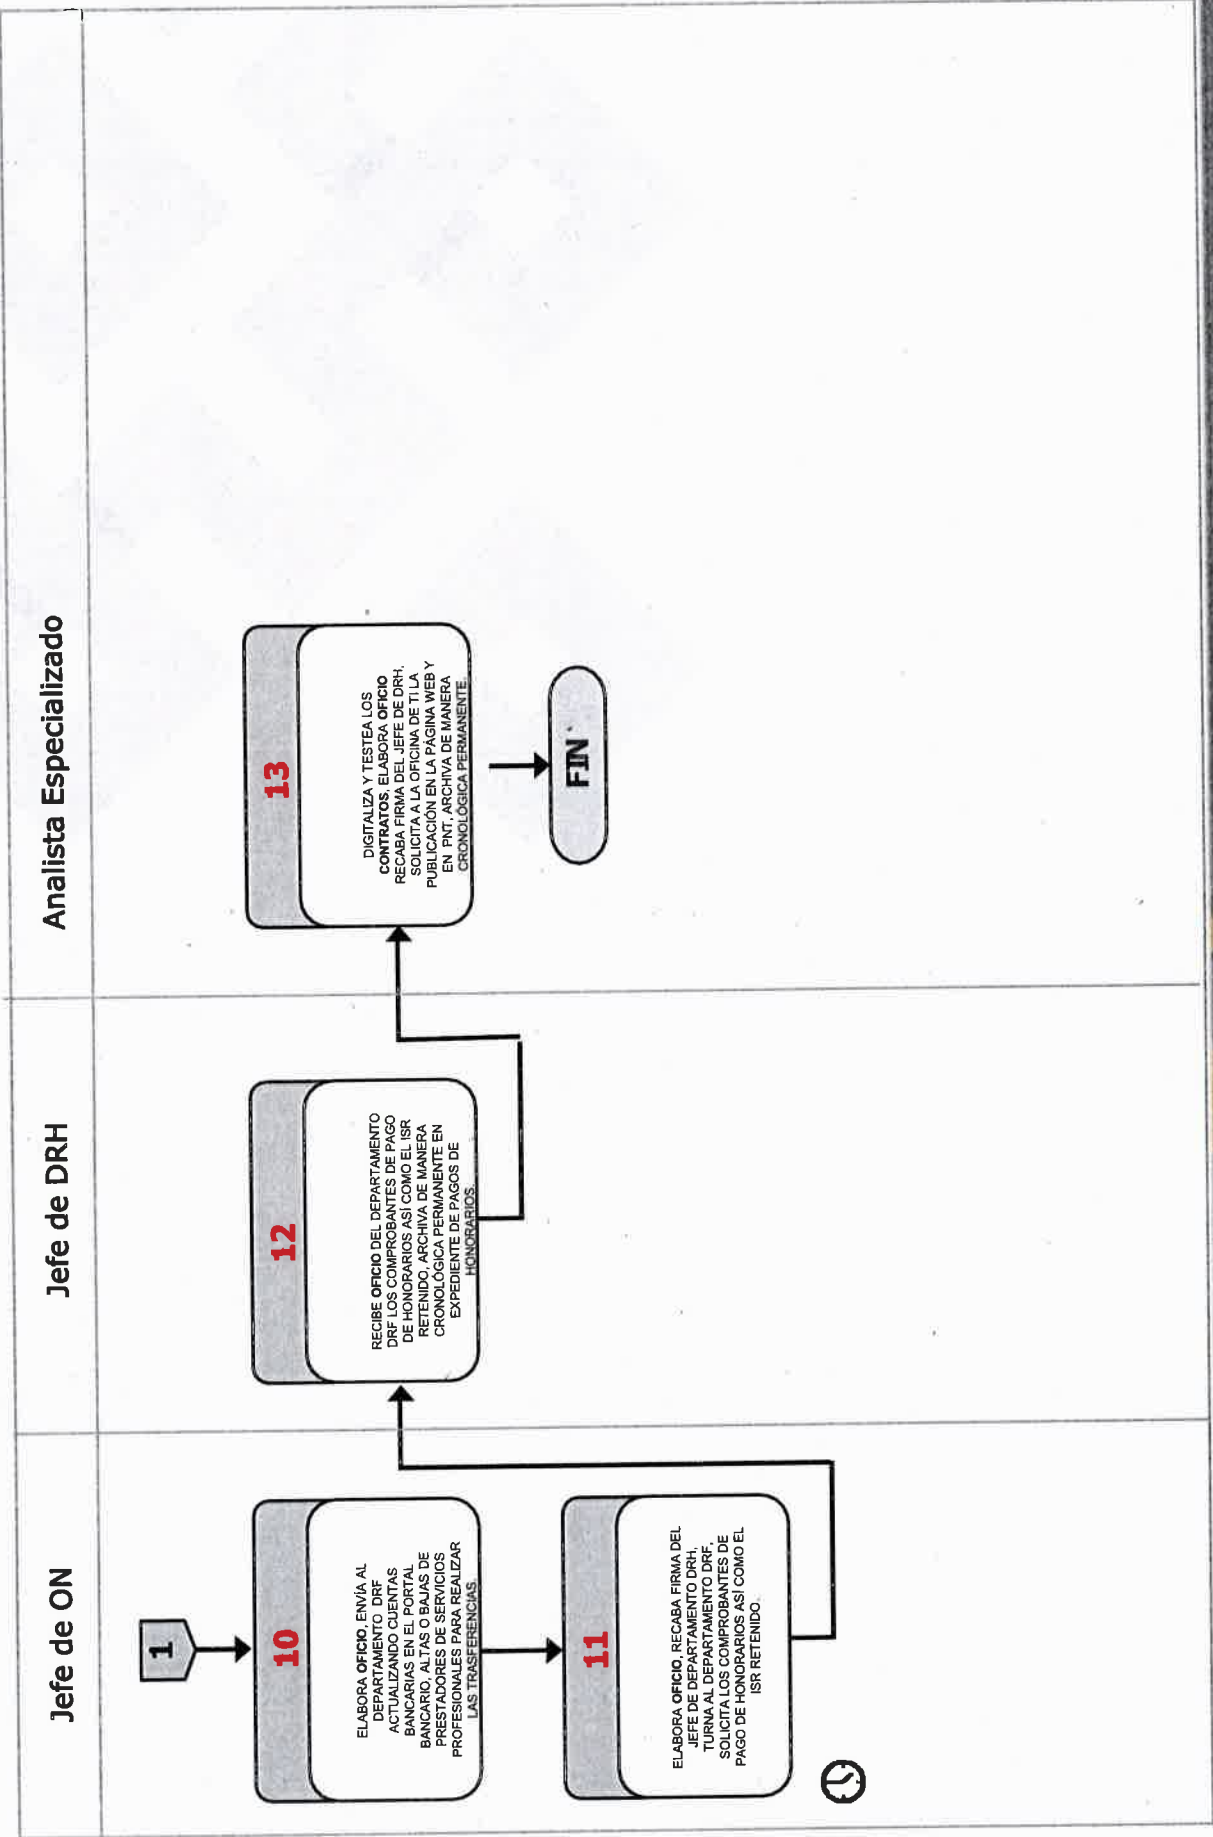 Jefe de ON
Jefe de DRH
Analista Especializado
1
10
ELABORA OFICIO, ENVÍA AL
DEPARTAMENTO DRF
ACTUALIZANDO CUENTAS
BANCARIAS EN EL PORTAL
BANCARIO, ALTAS O BAJAS DE
PRESTADORES DE SERVICIOS
PROFESIONALES PARA REALIZAR
LAS TRASFERENCIAS.
11
ELABORA OFICIO, RECABA FIRMA DEL
JEFE DE DEPARTAMENTO DRH,
TURNA AL DEPARTAMENTO DRF,
SOLICITA LOS COMPROBANTES DE
PAGO DE HONORARIOS ASÍ COMO EL
ISR RETENIDO.
12
RECIBE OFICIO DEL DEPARTAMENTO
DRF LOS COMPROBANTES DE PAGO
DE HONORARIOS ASÍ COMO EL ISR
RETENIDO, ARCHIVA DE MANERA
CRONOLÓGICA PERMANENTE EN
EXPEDIENTE DE PAGOS DE
HONORARIOS.
13
DIGITALIZA Y TESTEA LOS
CONTRATOS, ELABORA OFICIO
RECABA FIRMA DEL JEFE DE DRH,
SOLICITA A LA OFICINA DE TI LA
PUBLICACIÓN EN LA PÁGINA WEB Y
EN PNT, ARCHIVA DE MANERA
CRONOLÓGICA PERMANENTE.
FIN